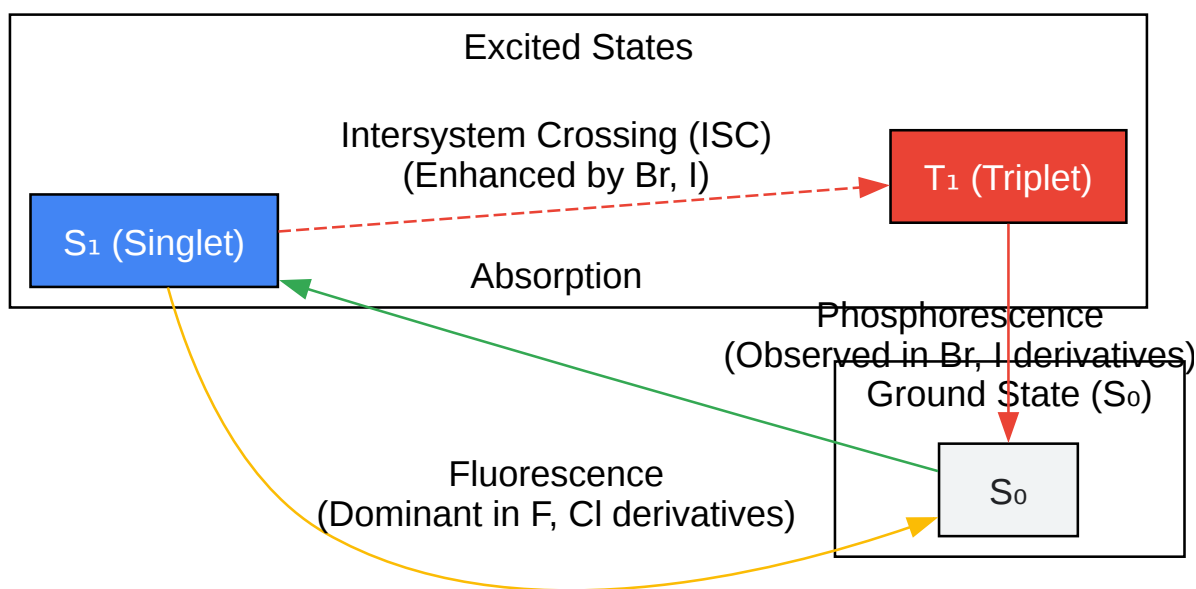 Excited States
Intersystem Crossing (ISC)
(Enhanced by Br, I)
T₁ (Triplet)
S₁ (Singlet)
Absorption
Phosphorescence
(Observed in Br, I derivatives)
Ground State (S₀)
Fluorescence
(Dominant in F, Cl derivatives)
S₀